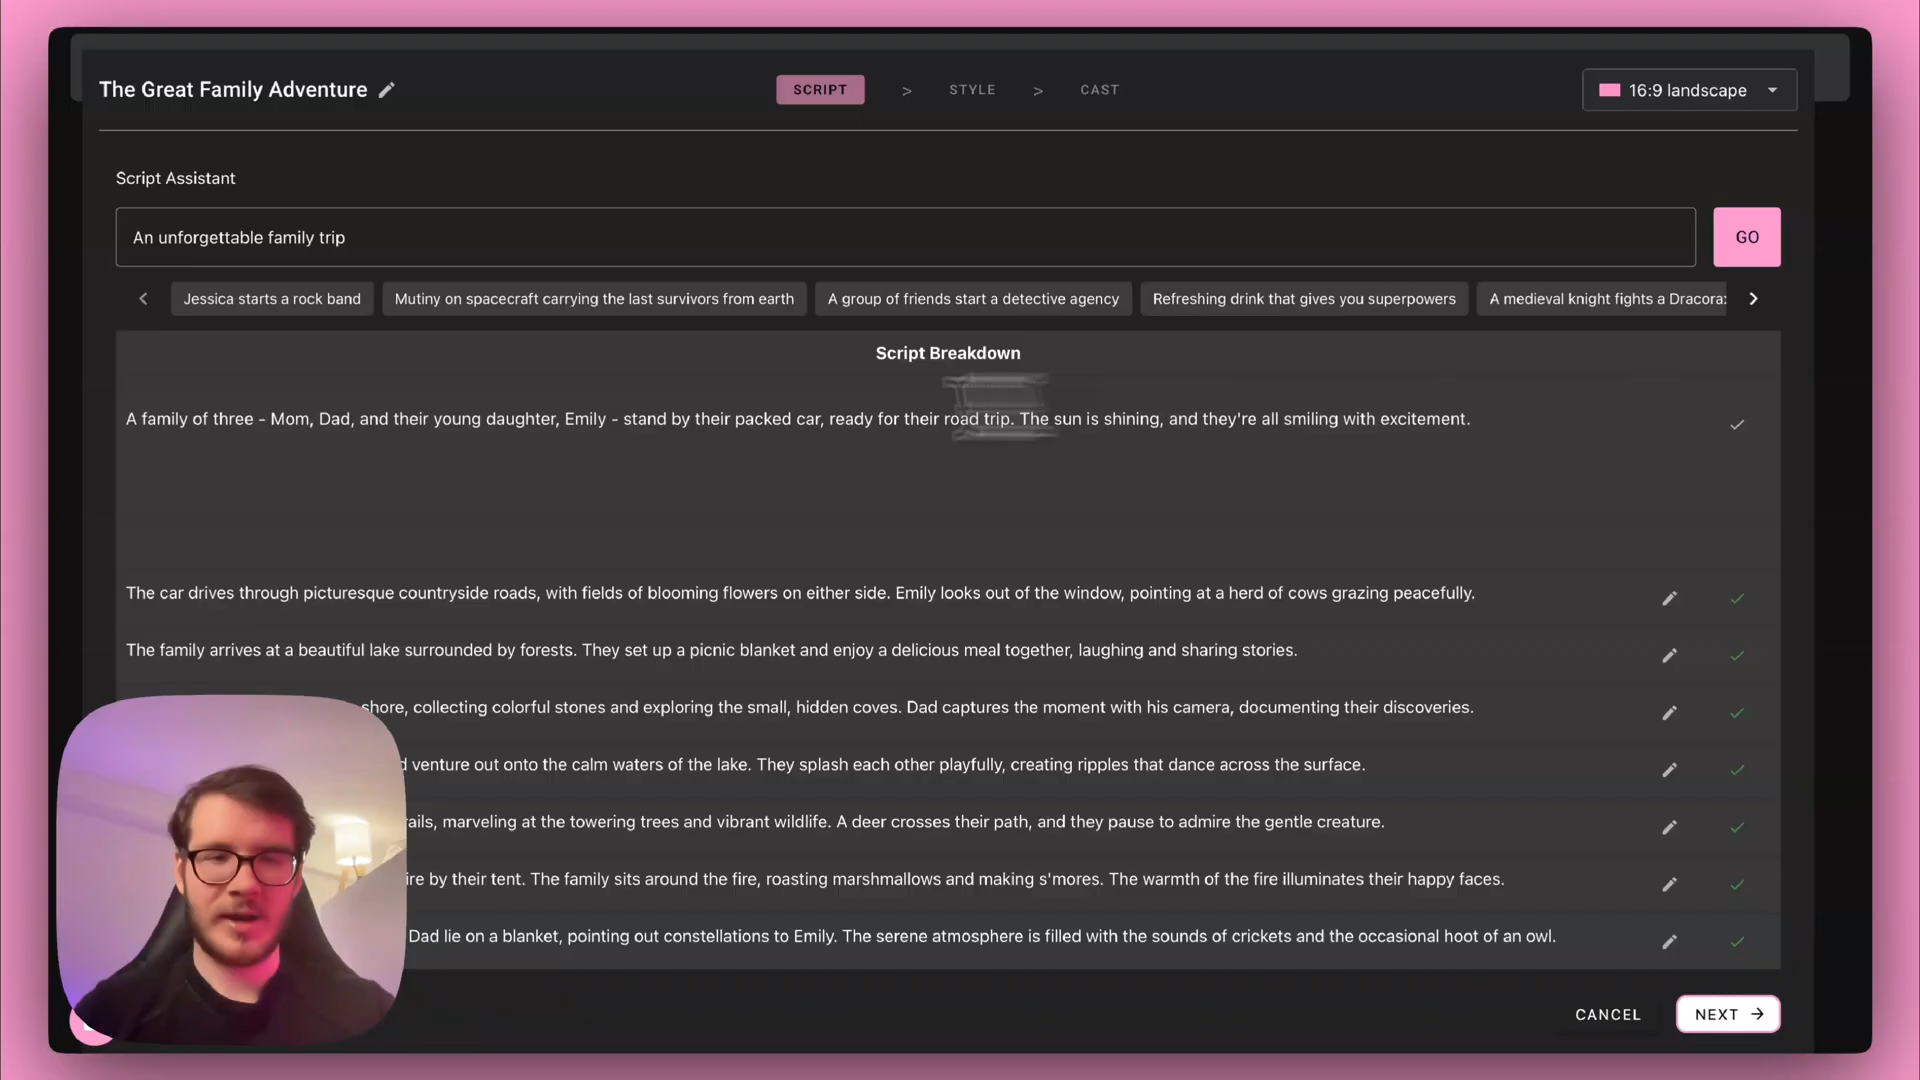 The Great Family Adventure
SCRIPT > STYLE > CAST
16:9 landscape
Script Assistant
An unforgettable family trip
GO
Jessica starts a rock band
Mutiny on spacecraft carrying the last survivors from earth
A group of friends start a detective agency
Refreshing drink that gives you superpowers
A medieval knight fights a Dracora
Script Breakdown
A family of three - Mom, Dad, and their young daughter, Emily - stand by their packed car, ready for their road trip. The sun is shining, and they're all smiling with excitement.
The car drives through picturesque countryside roads, with fields of blooming flowers on either side. Emily looks out of the window, pointing at a herd of cows grazing peacefully.
The family arrives at a beautiful lake surrounded by forests. They set up a picnic blanket and enjoy a delicious meal together, laughing and sharing stories.
shore, collecting colorful stones and exploring the small, hidden coves. Dad captures the moment with his camera, documenting their discoveries.
venture out onto the calm waters of the lake. They splash each other playfully, creating ripples that dance across the surface.
ails, marveling at the towering trees and vibrant wildlife. A deer crosses their path, and they pause to admire the gentle creature.
ire by their tent. The family sits around the fire, roasting marshmallows and making s'mores. The warmth of the fire illuminates their happy faces.
Dad lie on a blanket, pointing out constellations to Emily. The serene atmosphere is filled with the sounds of crickets and the occasional hoot of an owl.
CANCEL
NEXT →